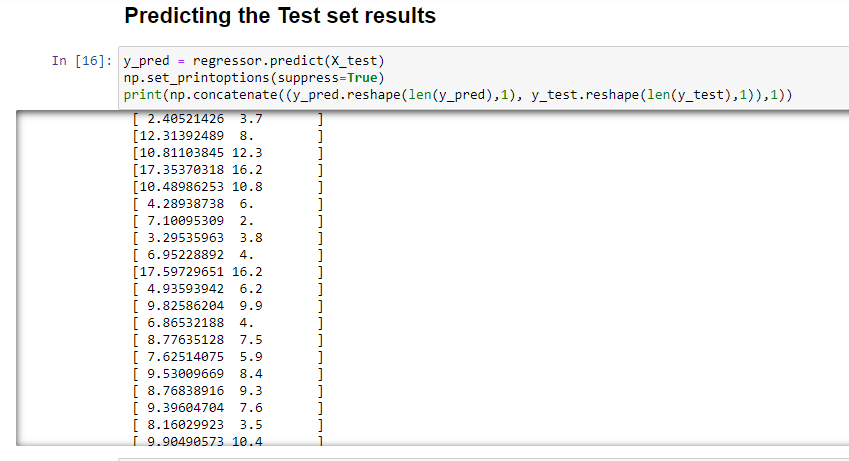 Predicting the Test set results
In [16]: y_pred = regressor.predict(X_test)
np.set_printoptions(suppress=True)
print(np.concatenate((y_pred.reshape(len(y_pred),1), y_test.reshape(len(y_test),1)),1))
[ 2.40521426  3.7       ]
[12.31392489  8.        ]
[10.81103845 12.3       ]
[17.35370318 16.2       ]
[10.48986253 10.8       ]
[ 4.28938738  6.        ]
[ 7.10095309  2.        ]
[ 3.29535963  3.8       ]
[ 6.95228892  4.        ]
[17.59729651 16.2       ]
[ 4.93593942  6.2       ]
[ 9.82586204  9.9       ]
[ 6.86532188  4.        ]
[ 8.77635128  7.5       ]
[ 7.62514075  5.9       ]
[ 9.53009669  8.4       ]
[ 8.76838916  9.3       ]
[ 9.39604704  7.6       ]
[ 8.16029923  3.5       ]
[ 9.90490573 10.4       ]